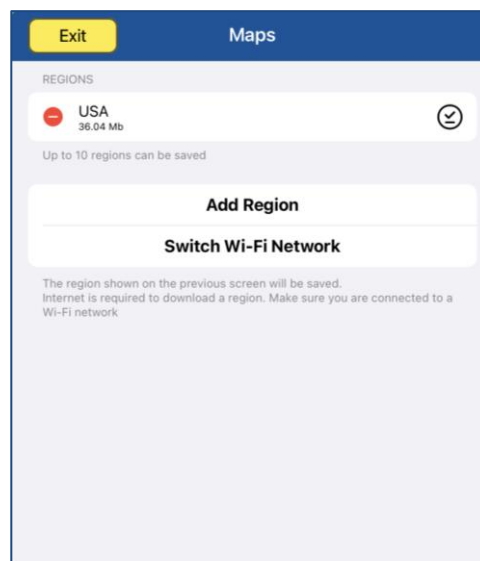 Exit
Maps
REGIONS
USA
36.04 Mb
Up to 10 regions can be saved
Add Region
Switch Wi-Fi Network
The region shown on the previous screen will be saved.
Internet is required to download a region. Make sure you are connected to a
Wi-Fi network